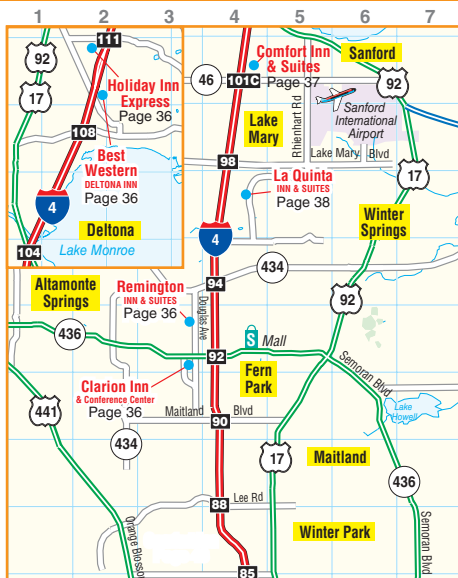 1 2 3 4 5 6 7
111
92
17
Holiday Inn
Express
Page 36
108
Best
Western
DELTONA INN
Page 36
4
Deltona
104
Lake Monroe
Comfort Inn
& Suites
Page 37
46
101C
Sanford
92
Rhienhart Rd
Sanford
International
Airport
Lake
Mary
Lake Mary Blvd
98
La Quinta
INN & SUITES
Page 38
17
Winter
Springs
4
434
94
Altamonte
Springs
Remington
INN & SUITES
Page 36
Douglas Ave
92
436
S
Mall
92
Semoran Blvd
Fern
Park
Clarion Inn
& Conference Center
Page 36
441
Maitland Blvd
90
Lake
Howell
434
17
Maitland
436
88
Lee Rd
Orange Blosso
Winter Park
Semoran Blv
85